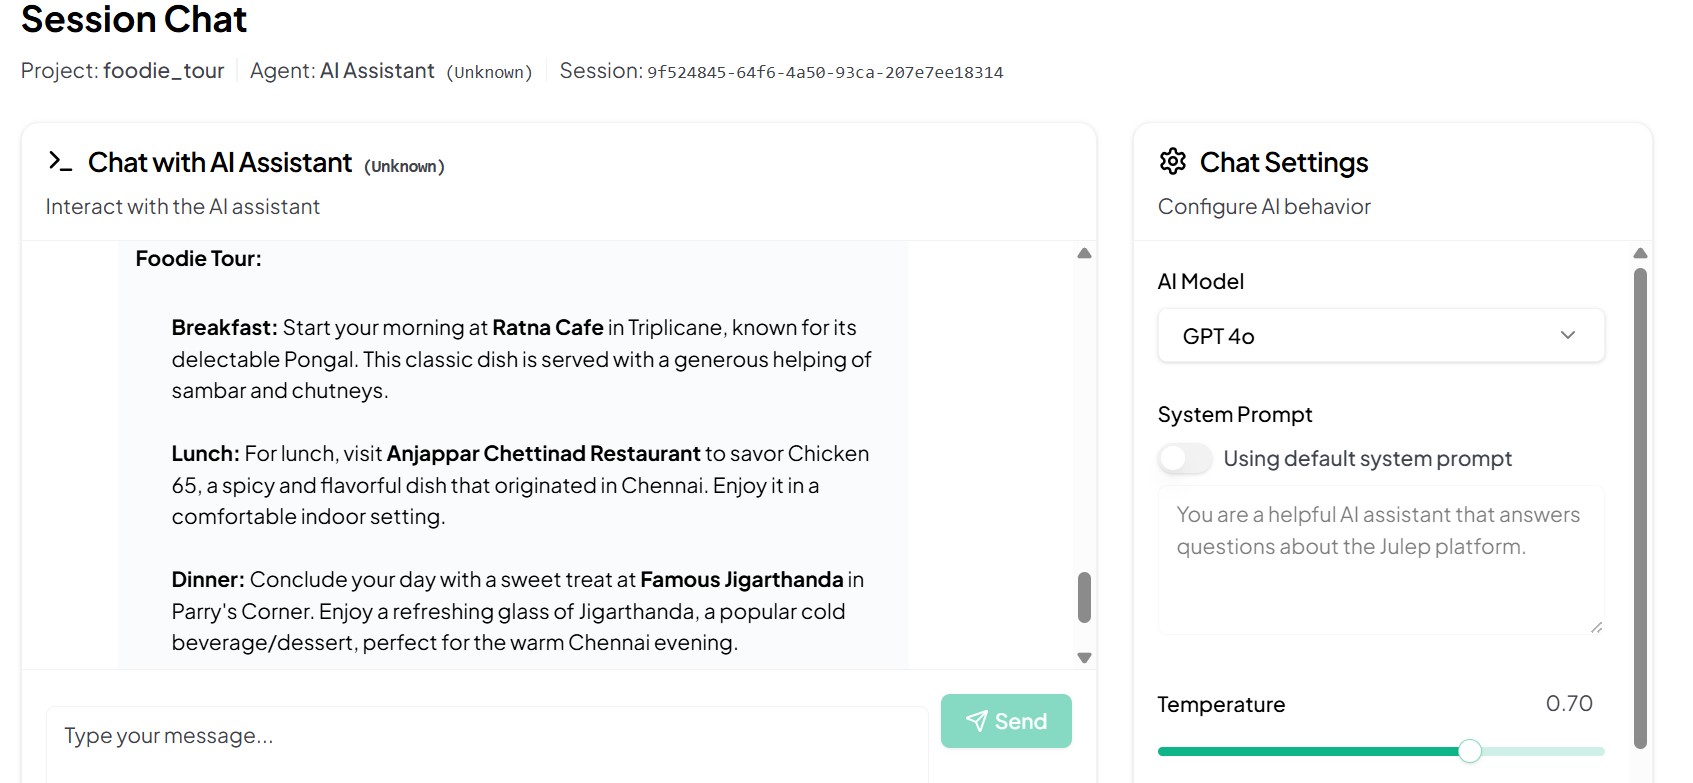 Session Chat
Project: foodie_tour Agent: AI Assistant (Unknown) Session: 9f524845-64f6-4a50-93ca-207e7ee18314
Chat with AI Assistant (Unknown)
Interact with the AI assistant
Foodie Tour:
Breakfast: Start your morning at Ratna Cafe in Triplicane, known for its
delectable Pongal. This classic dish is served with a generous helping of
sambar and chutneys.
Lunch: For lunch, visit Anjappar Chettinad Restaurant to savor Chicken
65, a spicy and flavorful dish that originated in Chennai. Enjoy it in a
comfortable indoor setting.
Dinner: Conclude your day with a sweet treat at Famous Jigarthanda in
Parry's Corner. Enjoy a refreshing glass of Jigarthanda, a popular cold
beverage/dessert, perfect for the warm Chennai evening.
Type your message...
Send
Chat Settings
Configure AI behavior
AI Model
GPT 4o
System Prompt
Using default system prompt
You are a helpful AI assistant that answers
questions about the Julep platform.
Temperature 0.70